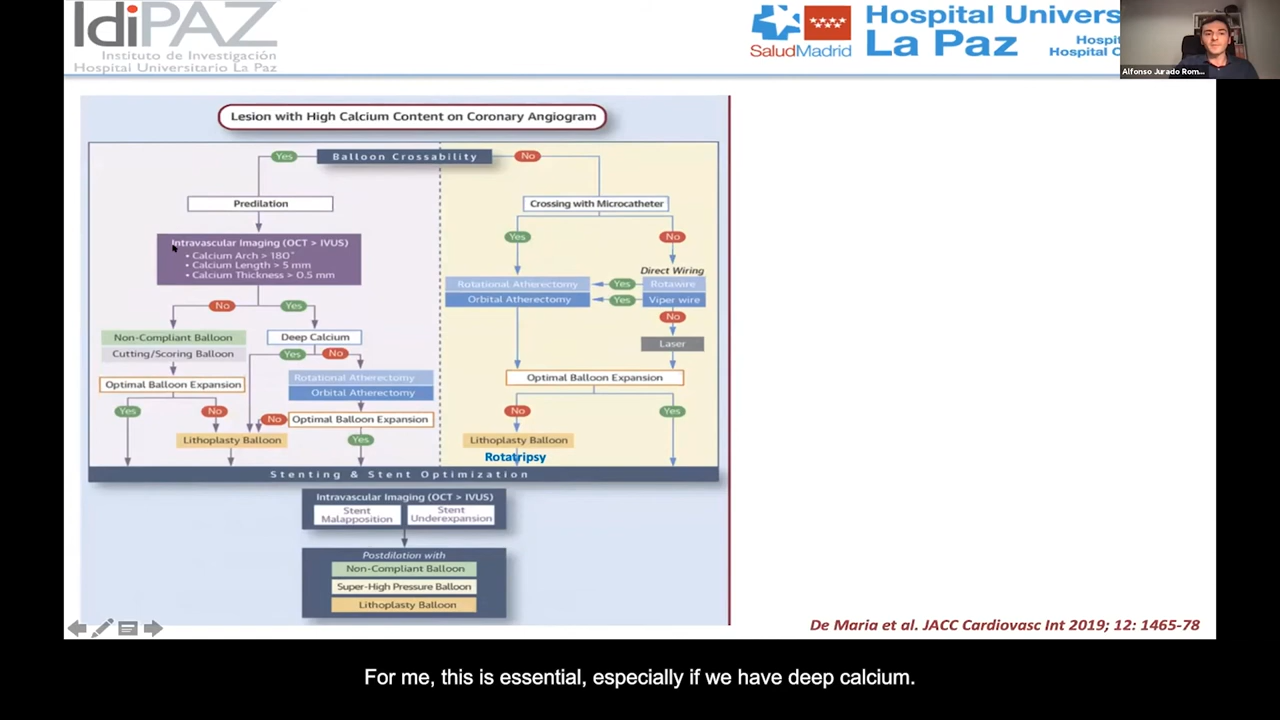 IdiPAZ
Instituto de Investigación
Hospital Universitario La Paz
SaludMadrid
Hospital Univers
La Paz
Hospit
Hospital C
Alfonso Jurado Rom...
Lesion with High Calcium Content on Coronary Angiogram
Yes
Balloon Crossability
No
Predilation
Crossing with Microcatheter
Intravascular Imaging (OCT > IVUS)
• Calcium Arch > 180°
• Calcium Length > 5 mm
• Calcium Thickness > 0.5 mm
Yes
No
Direct Wiring
Rotational Atherectomy
Yes
Rotawire
Orbital Atherectomy
Yes
Viper wire
No
Yes
No
Non-Compliant Balloon
Deep Calcium
Laser
Cutting/Scoring Balloon
Yes
No
Optimal Balloon Expansion
Rotational Atherectomy
Orbital Atherectomy
Optimal Balloon Expansion
Yes
No
No
Optimal Balloon Expansion
No
Yes
Lithoplasty Balloon
Yes
Lithoplasty Balloon
Rotatripsy
Stenting & Stent Optimization
Intravascular Imaging (OCT > IVUS)
Stent
Malapposition
Stent
Underexpansion
Postdilation with
Non-Compliant Balloon
Super-High Pressure Balloon
Lithoplasty Balloon
De Maria et al. JACC Cardiovasc Int 2019; 12: 1465-78
For me, this is essential, especially if we have deep calcium.